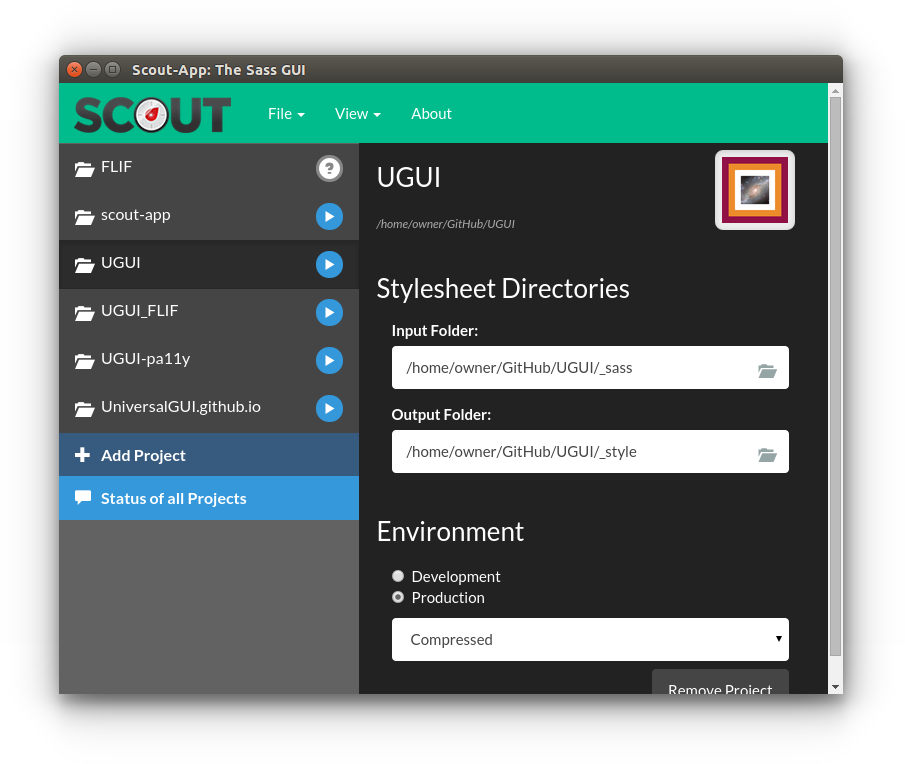 Scout-App: The Sass GUI
SCOUT File View About
FLIF ?
scout-app
UGUI
UGUI_FLIF
UGUI-pa11y
UniversalGUI.github.io
Add Project
Status of all Projects
UGUI
/home/owner/GitHub/UGUI
Stylesheet Directories
Input Folder:
/home/owner/GitHub/UGUI/_sass
Output Folder:
/home/owner/GitHub/UGUI/_style
Environment
Development
Production
Compressed
Remove Project